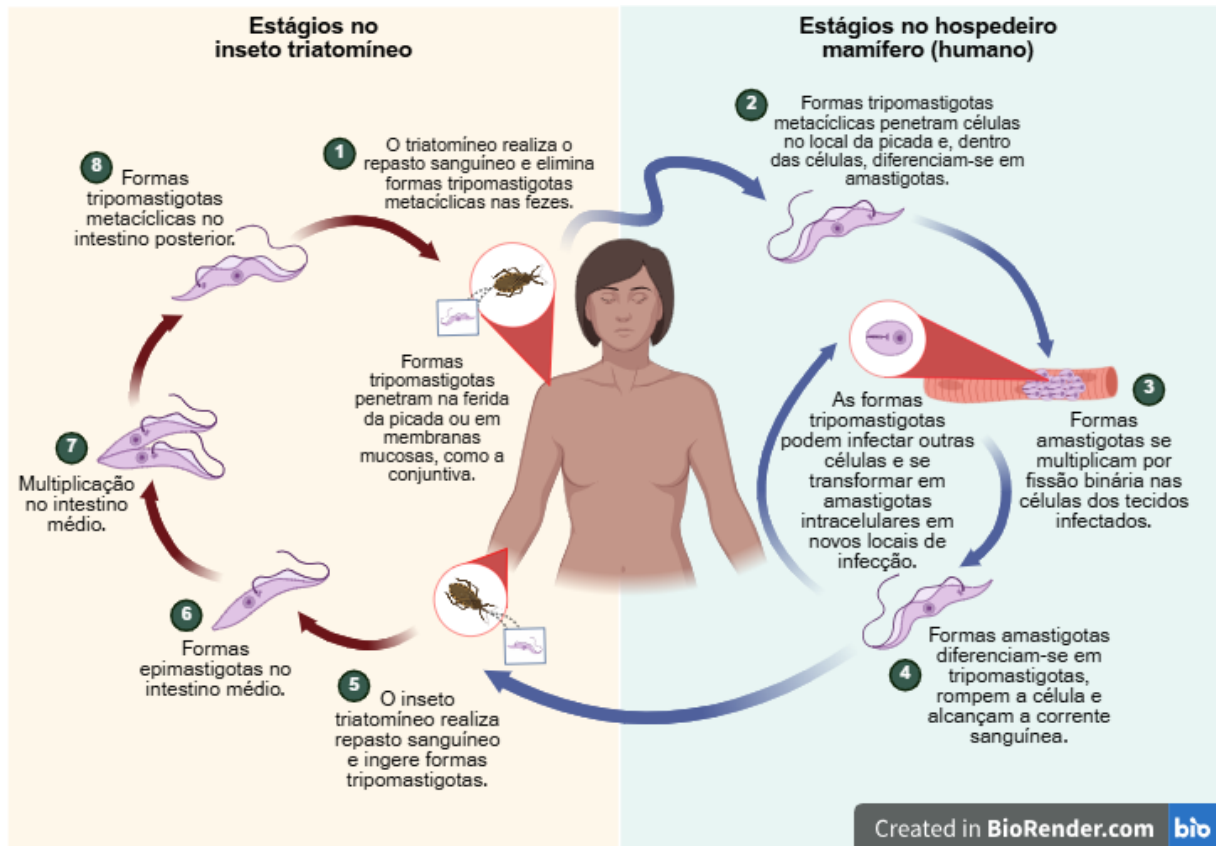 Estágios no
inseto triatomíneo
Estágios no hospedeiro
mamífero (humano)
1
O triatomíneo realiza o
repasto sanguíneo e elimina
formas tripomastigotas
metacíclicas nas fezes.
2
Formas tripomastigotas
metacíclicas penetram células
no local da picada e, dentro
das células, diferenciam-se em
amastigotas.
8
Formas
tripomastigotas
metacíclicas no
intestino posterior.
Formas
tripomastigotas
penetram na ferida
da picada ou em
membranas
mucosas, como a
conjuntiva.
As formas
tripomastigotas
podem infectar outras
células e se
transformar em
amastigotas
intracelulares em
novos locais de
infecção.
3
Formas
amastigotas se
multiplicam por
fissão binária nas
células dos tecidos
infectados.
7
Multiplicação
no intestino
médio.
6
Formas
epimastigotas no
intestino médio.
5
O inseto
triatomíneo realiza
repasto sanguíneo
e ingere formas
tripomastigotas.
4
Formas amastigotas
diferenciam-se em
tripomastigotas,
rompem a célula e
alcançam a corrente
sanguínea.
Created in BioRender.com bio